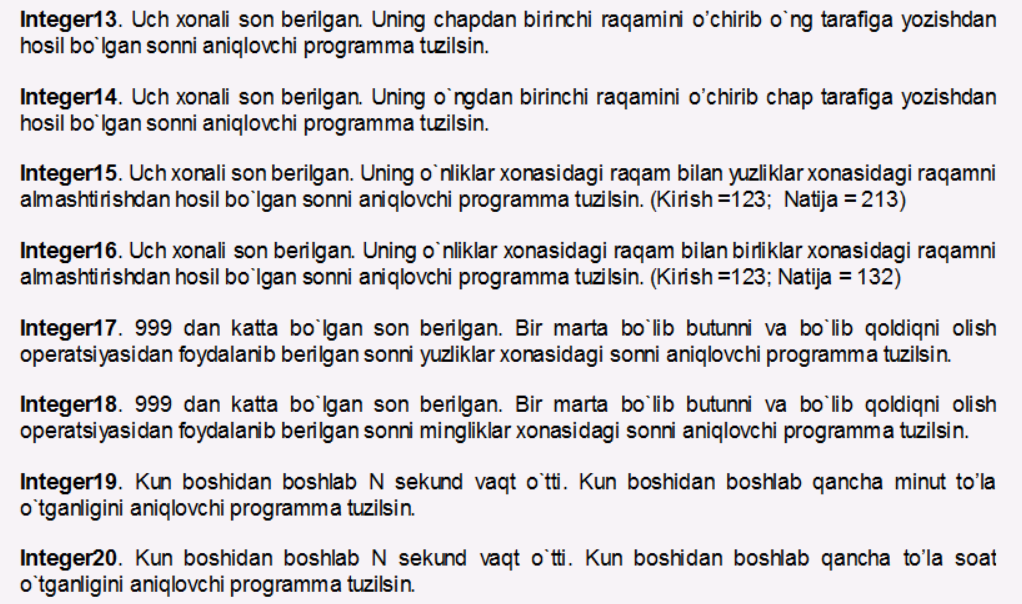 Integer13. Uch xonali son berilgan. Uning chapdan birinchi raqamini o’chirib o`ng tarafiga yozishdan
hosil bo`lgan sonni aniqlovchi programma tuzilsin.
Integer14. Uch xonali son berilgan. Uning o`ngdan birinchi raqamini o’chirib chap tarafiga yozishdan
hosil bo`lgan sonni aniqlovchi programma tuzilsin.
Integer15. Uch xonali son berilgan. Uning o`nliklar xonasidagi raqam bilan yuzliklar xonasidagi raqamni
almashtirishdan hosil bo`lgan sonni aniqlovchi programma tuzilsin. (Kirish =123; Natija = 213)
Integer16. Uch xonali son berilgan. Uning o`nliklar xonasidagi raqam bilan birliklar xonasidagi raqamni
almashtirishdan hosil bo`lgan sonni aniqlovchi programma tuzilsin. (Kirish =123; Natija = 132)
Integer17. 999 dan katta bo`lgan son berilgan. Bir marta bo`lib butunni va bo`lib qoldiqni olish
operatsiyasidan foydalanib berilgan sonni yuzliklar xonasidagi sonni aniqlovchi programma tuzilsin.
Integer18. 999 dan katta bo`lgan son berilgan. Bir marta bo`lib butunni va bo`lib qoldiqni olish
operatsiyasidan foydalanib berilgan sonni mingliklar xonasidagi sonni aniqlovchi programma tuzilsin.
Integer19. Kun boshidan boshlab N sekund vaqt o`tti. Kun boshidan boshlab qancha minut to’la
o`tganligini aniqlovchi programma tuzilsin.
Integer20. Kun boshidan boshlab N sekund vaqt o`tti. Kun boshidan boshlab qancha to’la soat
o`tganligini aniqlovchi programma tuzilsin.